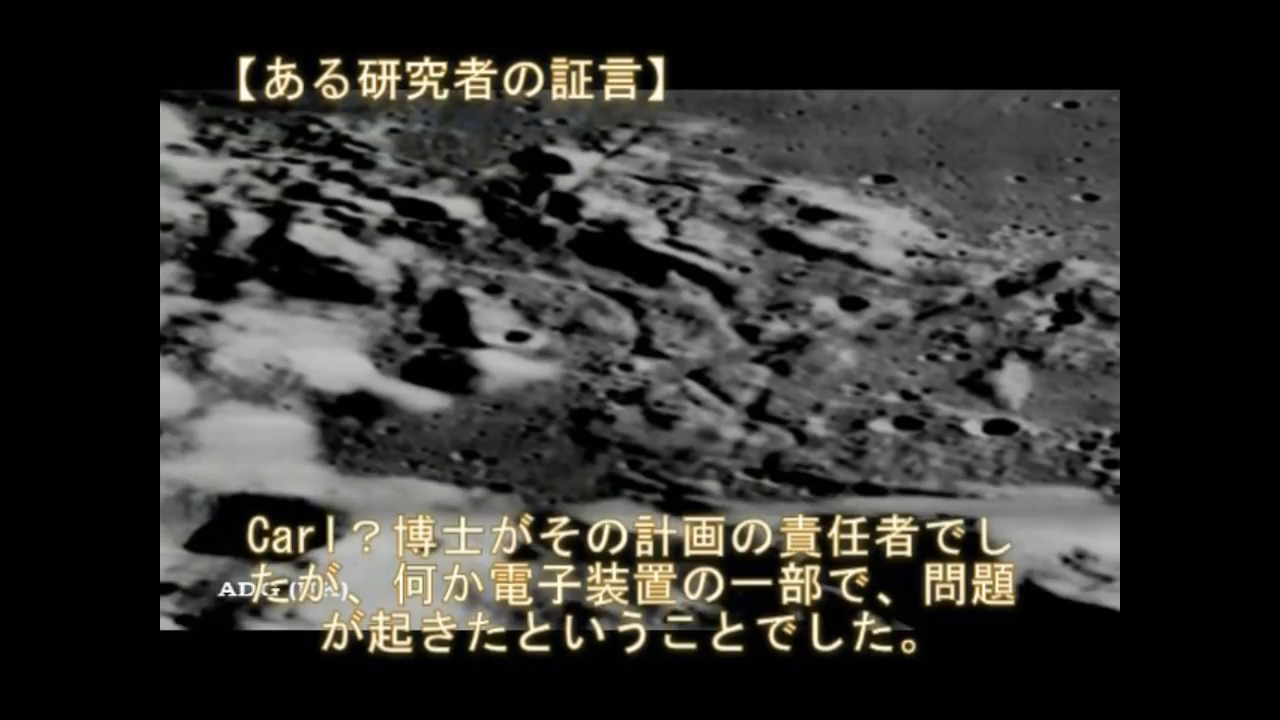 【ある研究者の証言】
Carl？博士がその計画の責任者でし
たが、何か電子装置の一部で、問題
が起きたということでした。
ADG (UK)